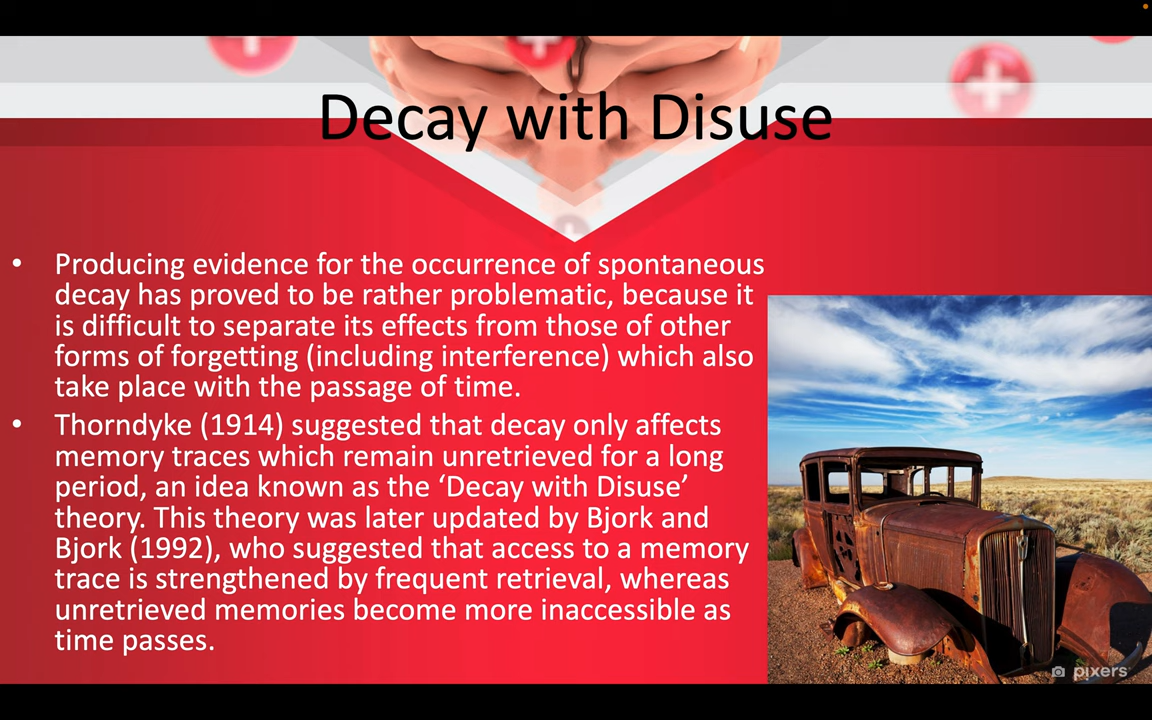 Decay with Disuse
• Producing evidence for the occurrence of spontaneous
decay has proved to be rather problematic, because it
is difficult to separate its effects from those of other
forms of forgetting (including interference) which also
take place with the passage of time.
• Thorndyke (1914) suggested that decay only affects
memory traces which remain unretrieved for a long
period, an idea known as the ‘Decay with Disuse’
theory. This theory was later updated by Bjork and
Bjork (1992), who suggested that access to a memory
trace is strengthened by frequent retrieval, whereas
unretrieved memories become more inaccessible as
time passes.
pixers